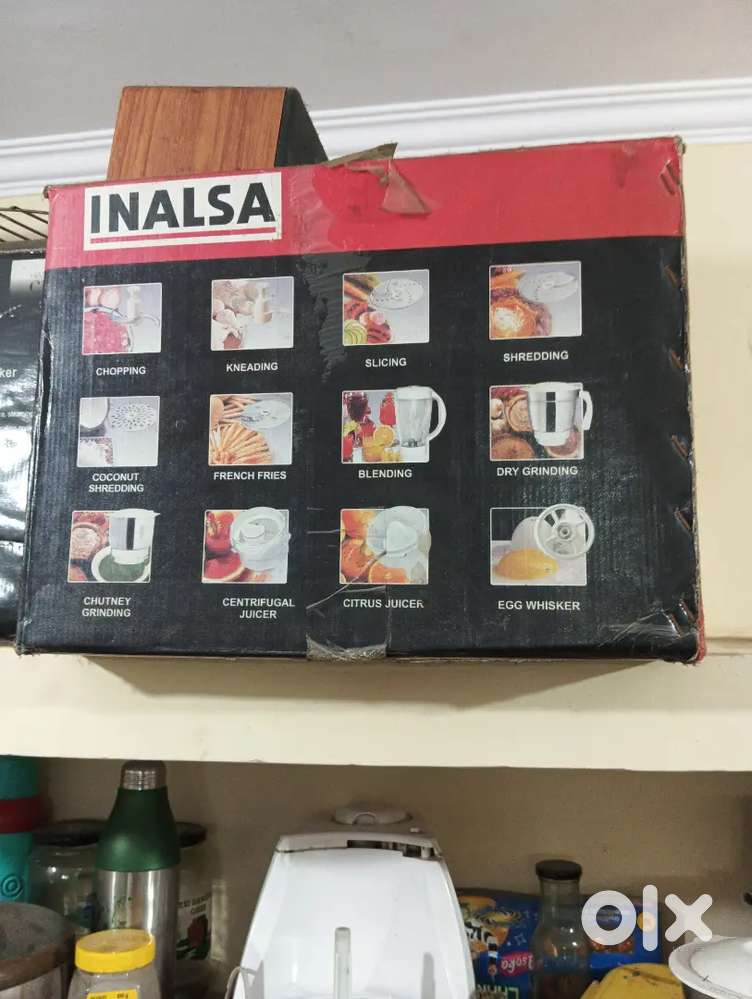 INALSA
CHOPPING
KNEADING
SLICING
SHREDDING
COCONUT
SHREDDING
FRENCH FRIES
BLENDING
DRY GRINDING
CHUTNEY
GRINDING
CENTRIFUGAL
JUICER
CITRUS JUICER
EGG WHISKER
ker
olx